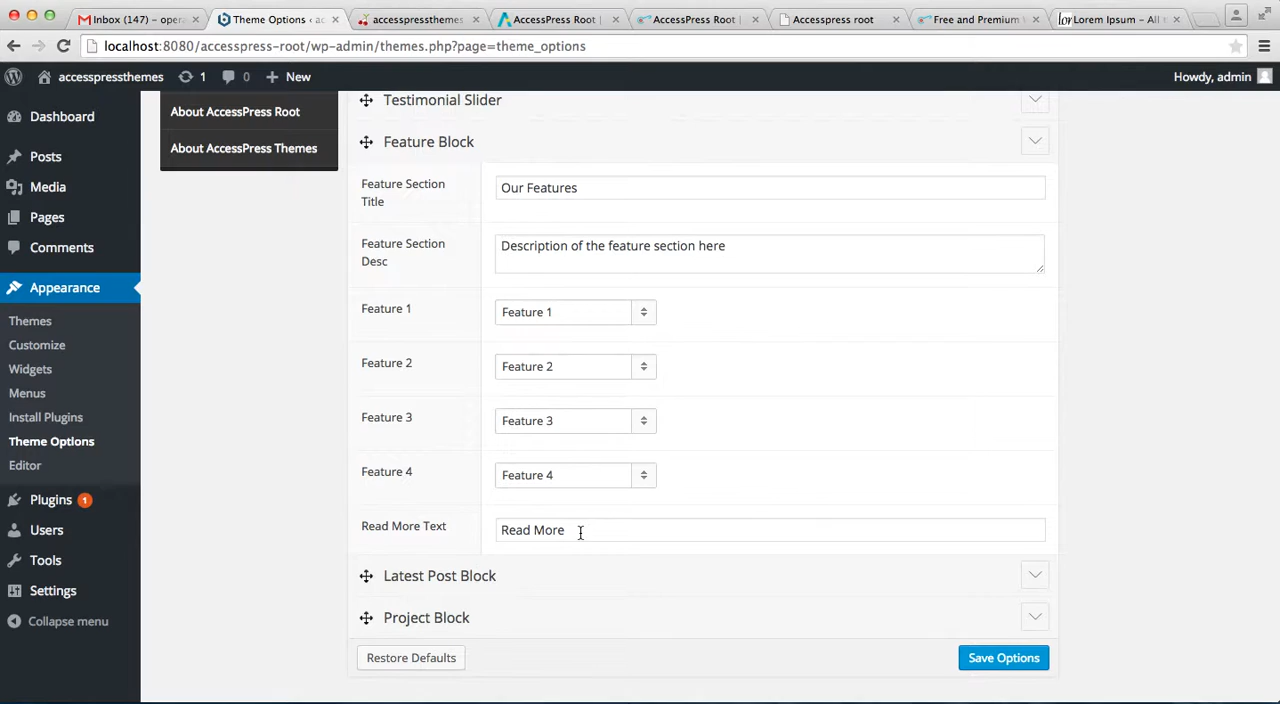 Inbox (147) – opera
Theme Options ‹ ac
accesspressthemes
AccessPress Root |
AccessPress Root |
Accesspress root
Free and Premium
Lorem Ipsum – All
localhost:8080/accesspress-root/wp-admin/themes.php?page=theme_options
accesspressthemes
1
0
New
Howdy, admin
Dashboard
Posts
Media
Pages
Comments
Appearance
Themes
Customize
Widgets
Menus
Install Plugins
Theme Options
Editor
Plugins 1
Users
Tools
Settings
Collapse menu
About AccessPress Root
About AccessPress Themes
Testimonial Slider
Feature Block
Feature Section
Title
Our Features
Feature Section
Desc
Description of the feature section here
Feature 1
Feature 1
Feature 2
Feature 2
Feature 3
Feature 3
Feature 4
Feature 4
Read More Text
Read More
Latest Post Block
Project Block
Restore Defaults
Save Options